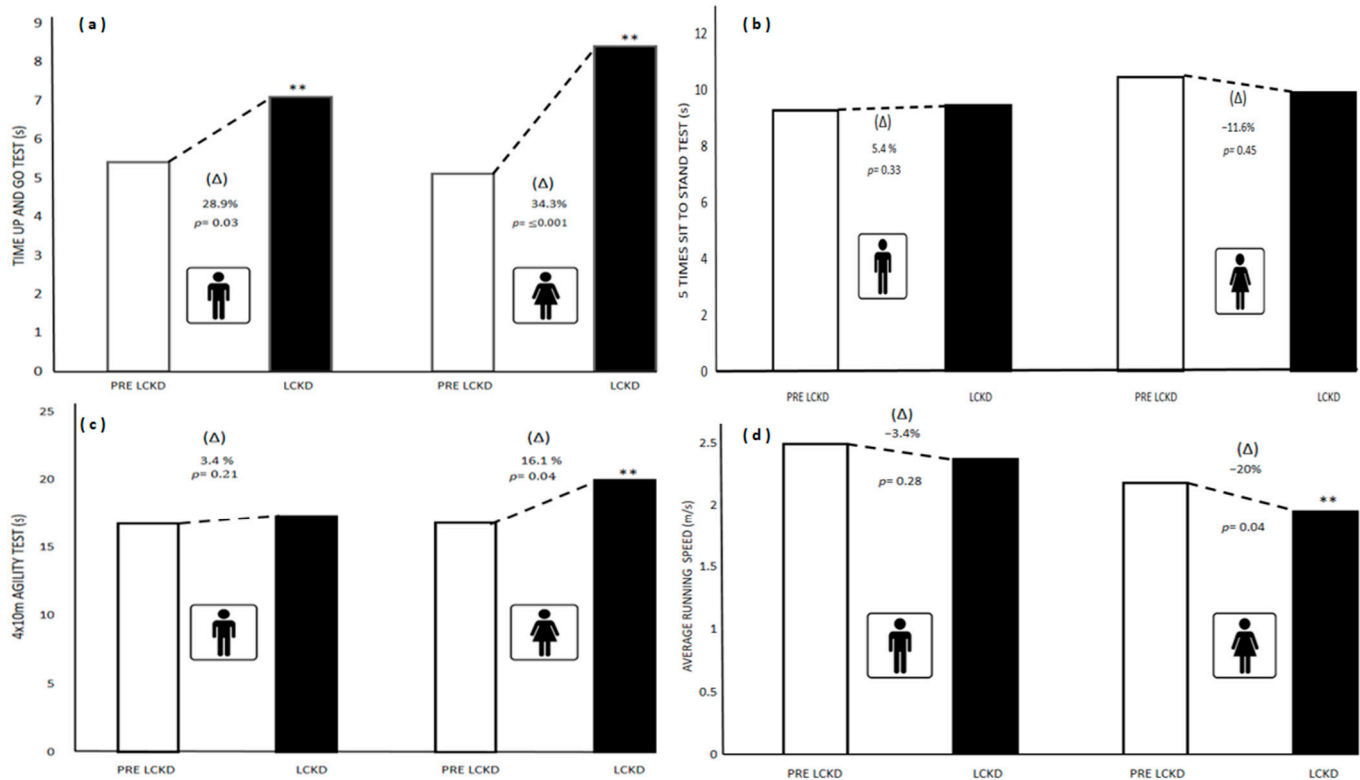 ( a )
TIME UP AND GO TEST (s)
9
8
7
6
5
4
3
2
1
0
**
(Δ)
28.9%
p= 0.03
**
(Δ)
34.3%
p= ≤0.001
PRE LCKD
LCKD
PRE LCKD
LCKD
( b )
5 TIMES SIT TO STAND TEST (s)
12
10
8
6
4
2
0
(Δ)
5.4 %
p= 0.33
(Δ)
−11.6%
p= 0.45
PRE LCKD
LCKD
PRE LCKD
LCKD
( c )
4x10m AGILITY TEST (s)
25
20
15
10
5
0
(Δ)
3.4 %
p= 0.21
(Δ)
16.1 %
p= 0.04
**
PRE LCKD
LCKD
PRE LCKD
LCKD
( d )
AVERAGE RUNNING SPEED (m/s)
2.5
2
1.5
1
0.5
0
(Δ)
−3.4%
p= 0.28
(Δ)
−20%
**
p= 0.04
PRE LCKD
LCKD
PRE LCKD
LCKD